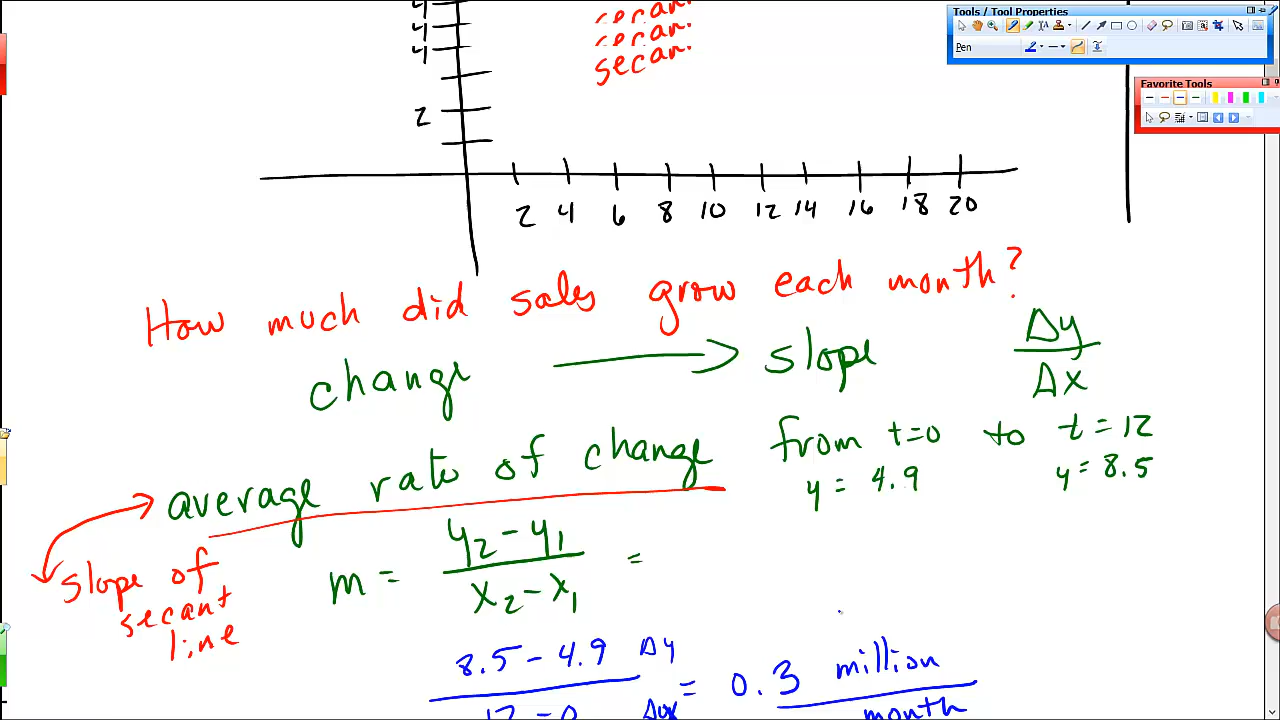 Tools / Tool Properties
Pen
Favorite Tools
4
4
4
secan
2
2 4 6 8 10 12 14 16 18 20
How much did sales grow each month?
change → slope Δy
Δx
average rate of change from t=0 to t=12
y = 4.9 y = 8.5
slope of
secant
line
m = y2 - y1 =
x2 - x1
8.5 - 4.9 Δy = 0.3 million
12 - 0 Δx month